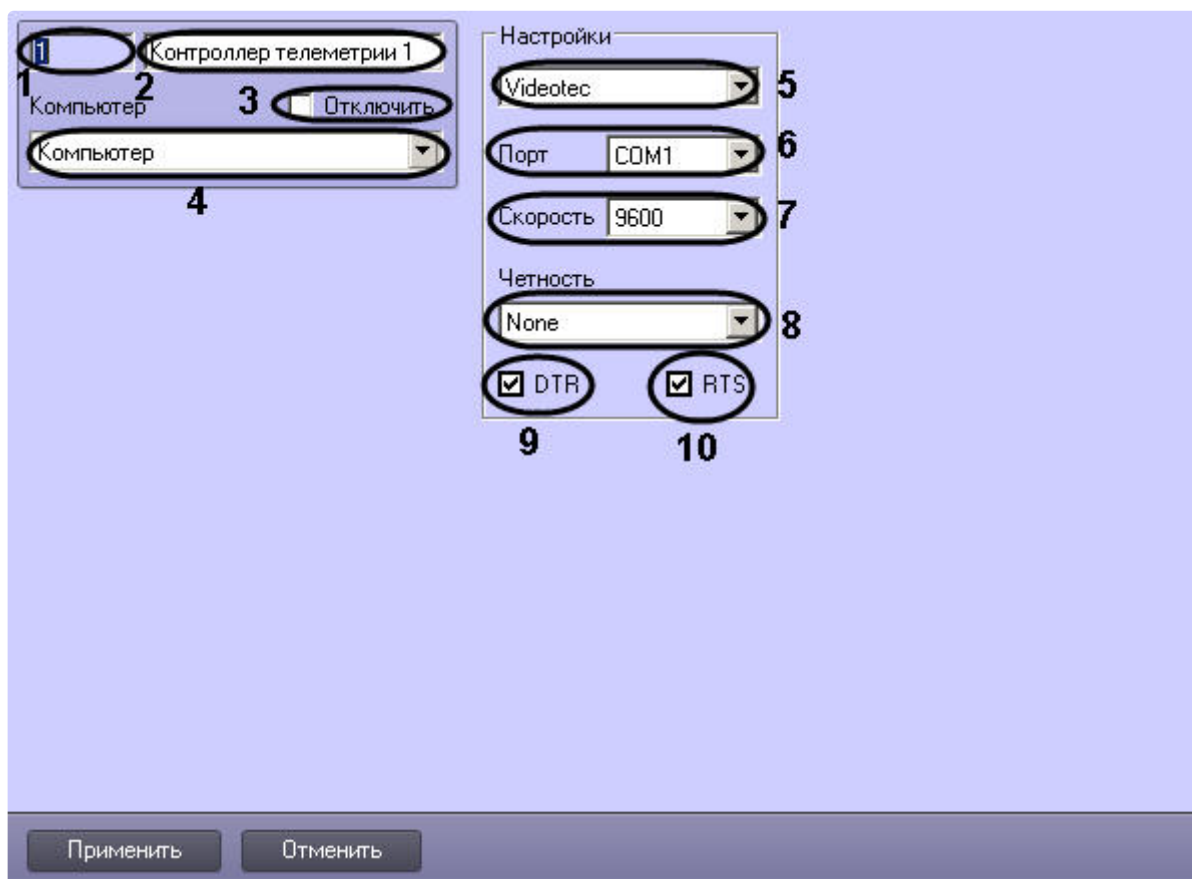 1
Контроллер телеметрии 1
1
2
Компьютер
3
Отключить
Компьютер
4
Настройки
Videotec
5
Порт
COM1
6
Скорость
9600
7
Четность
None
8
DTR
RTS
9
10
Применить
Отменить